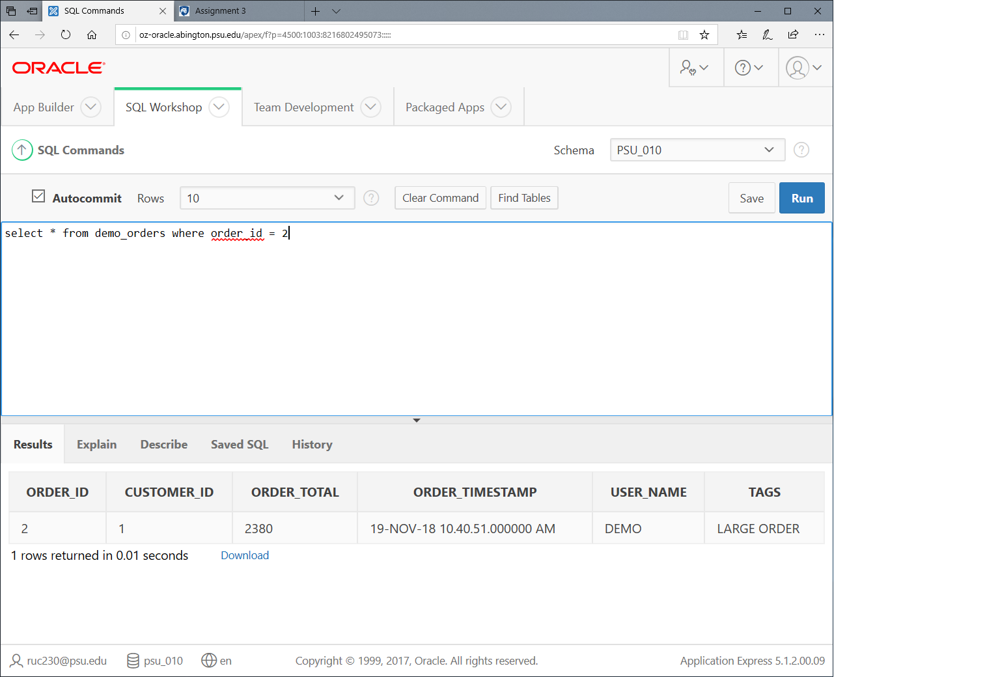 SQL Commands
Assignment 3
oz-oracle.abington.psu.edu/apex/f?p=4500:1003:8216802495073:::::
ORACLE
App Builder
SQL Workshop
Team Development
Packaged Apps
SQL Commands
Schema
PSU_010
Autocommit
Rows
10
Clear Command
Find Tables
Save
Run
select * from demo_orders where order_id = 2
Results
Explain
Describe
Saved SQL
History
ORDER_ID CUSTOMER_ID ORDER_TOTAL ORDER_TIMESTAMP USER_NAME TAGS
2 1 2380 19-NOV-18 10.40.51.000000 AM DEMO LARGE ORDER
1 rows returned in 0.01 seconds
Download
ruc230@psu.edu
psu_010
en
Copyright © 1999, 2017, Oracle. All rights reserved.
Application Express 5.1.2.00.09